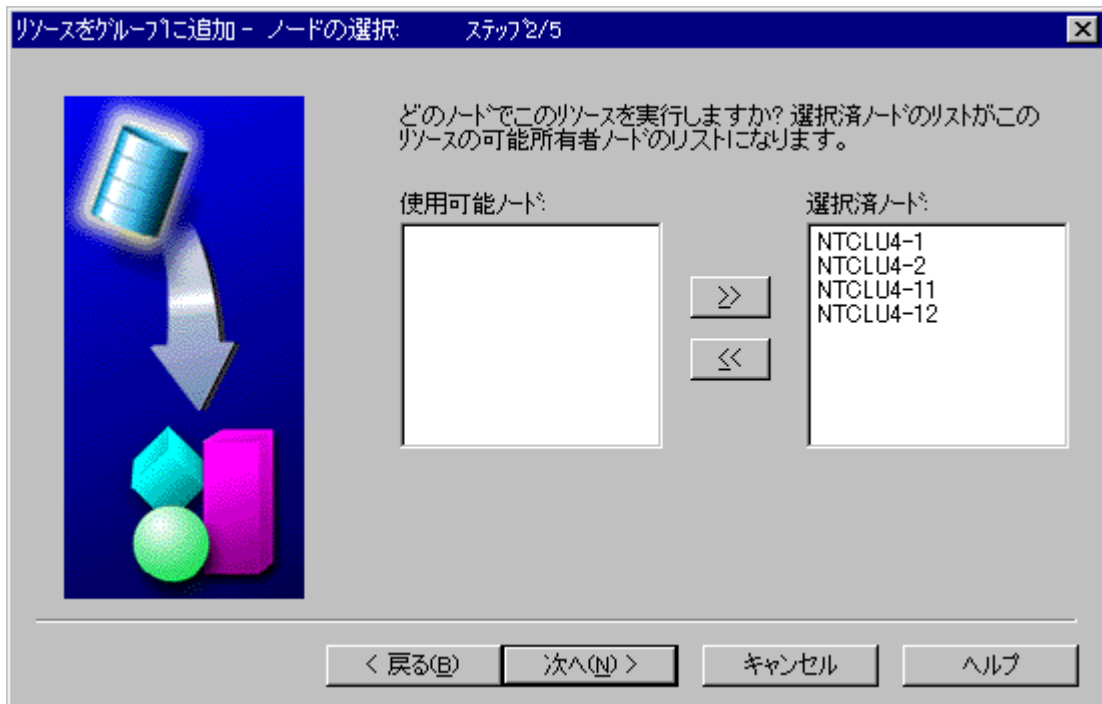 リソースをグループに追加 - ノードの選択: ステップ2/5
どのノードでこのリソースを実行しますか? 選択済ノードのリストがこの
リソースの可能所有者ノードのリストになります。
使用可能ノード:
選択済ノード:
NTCLU4-1
NTCLU4-2
NTCLU4-11
NTCLU4-12
>>
<<
< 戻る(B)
次へ(N) >
キャンセル
ヘルプ